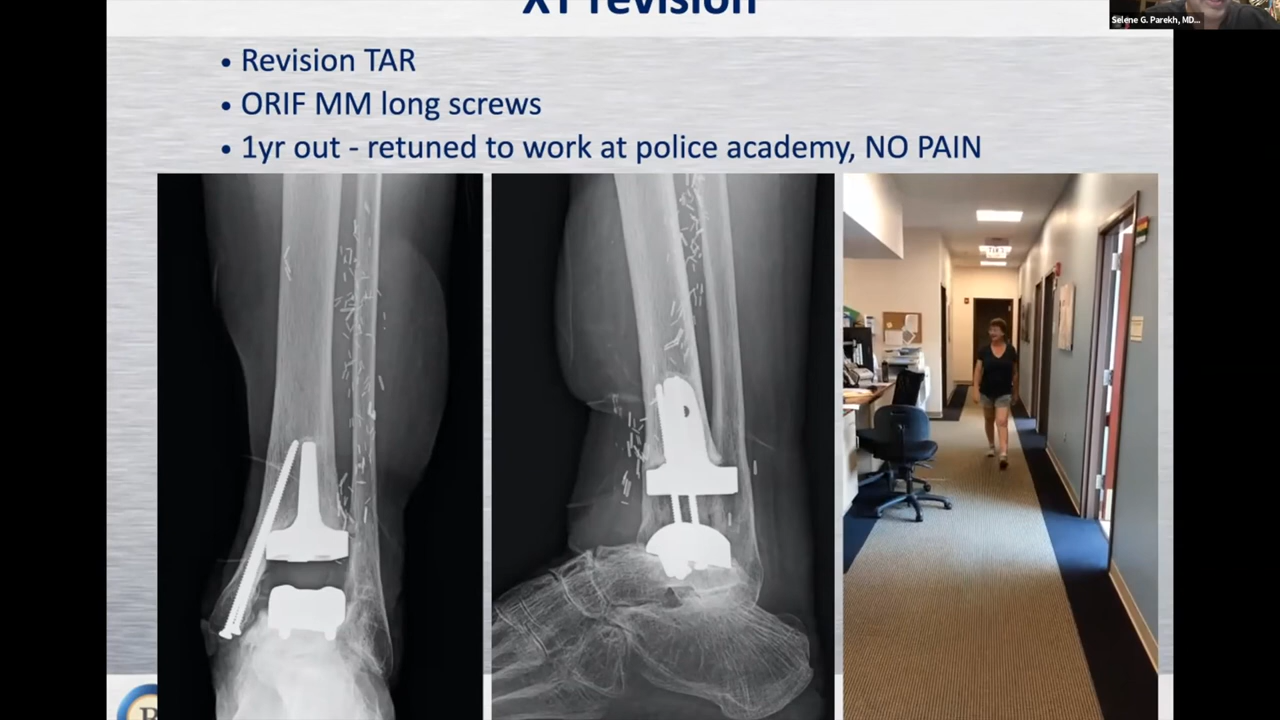 XT revision
Selene G. Parekh, MD...
• Revision TAR
• ORIF MM long screws
• 1yr out - retuned to work at police academy, NO PAIN